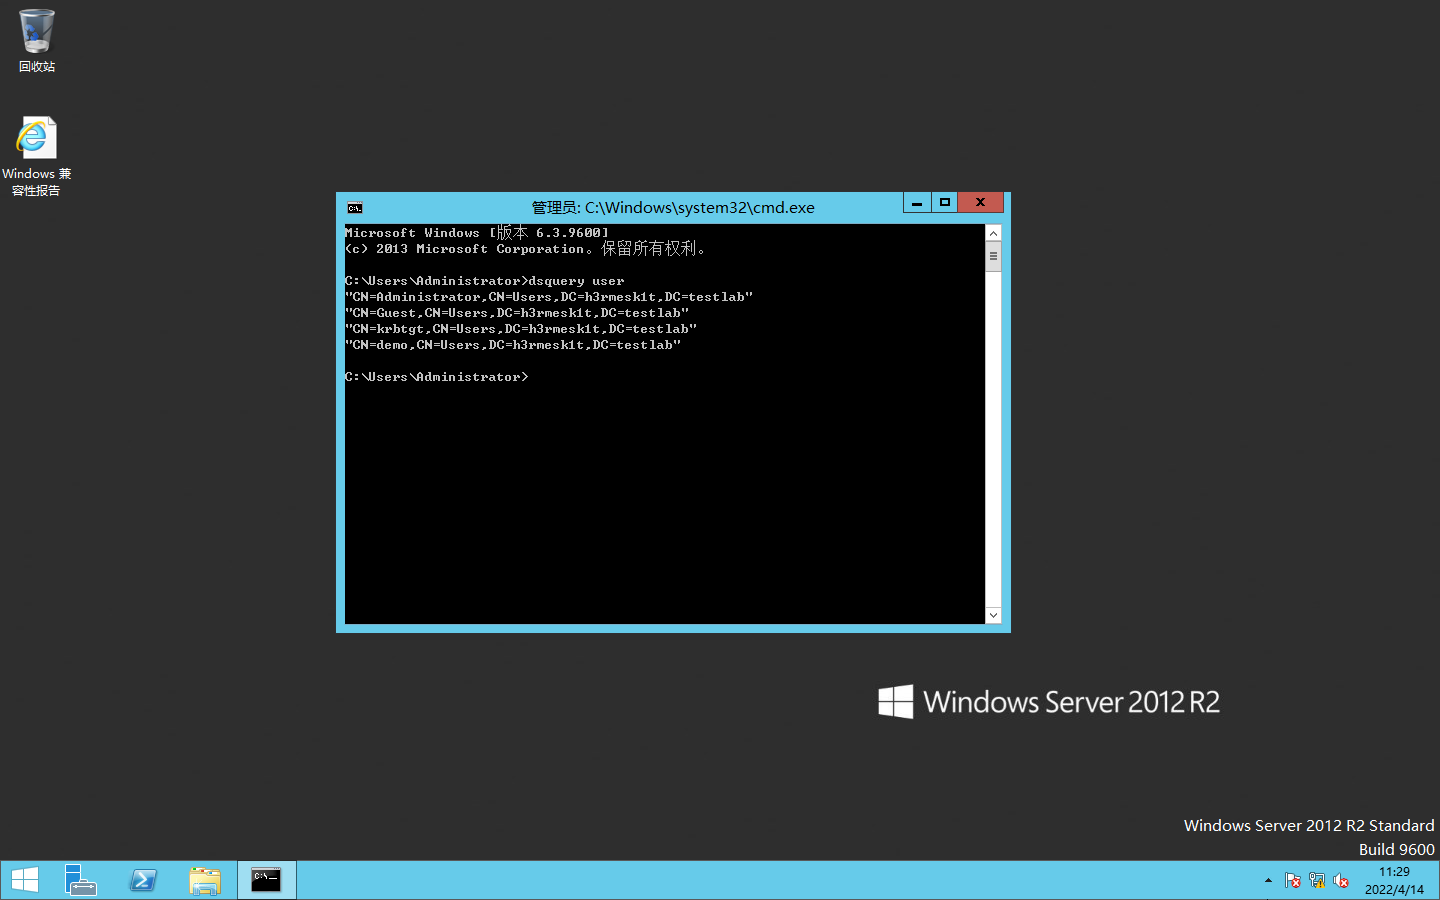 回收站
Windows 兼
容性报告
管理员: C:\Windows\system32\cmd.exe
Microsoft Windows [版本 6.3.9600]
(c) 2013 Microsoft Corporation。保留所有权利。
C:\Users\Administrator>dsquery user
"CN=Administrator,CN=Users,DC=h3rmesk1t,DC=testlab"
"CN=Guest,CN=Users,DC=h3rmesk1t,DC=testlab"
"CN=krbtgt,CN=Users,DC=h3rmesk1t,DC=testlab"
"CN=demo,CN=Users,DC=h3rmesk1t,DC=testlab"
C:\Users\Administrator>
Windows Server 2012 R2
Windows Server 2012 R2 Standard
Build 9600
11:29
2022/4/14